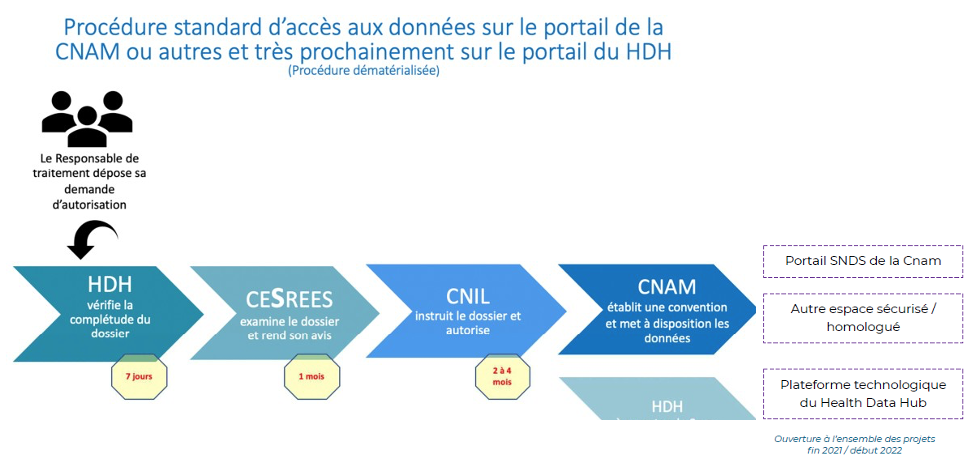 Procédure standard d’accès aux données sur le portail de la
CNAM ou autres et très prochainement sur le portail du HDH
(Procédure dématérialisée)
Le Responsable de
traitement dépose sa
demande
d’autorisation
HDH
vérifie la
complétude du
dossier
7 jours
CESREES
examine le dossier
et rend son avis
1 mois
CNIL
instruit le dossier et
autorise
2 à 4
mois
CNAM
établit une convention
et met à disposition les
données
HDH
Portail SNDS de la Cnam
Autre espace sécurisé /
homologué
Plateforme technologique
du Health Data Hub
Ouverture à l’ensemble des projets
fin 2021 / début 2022